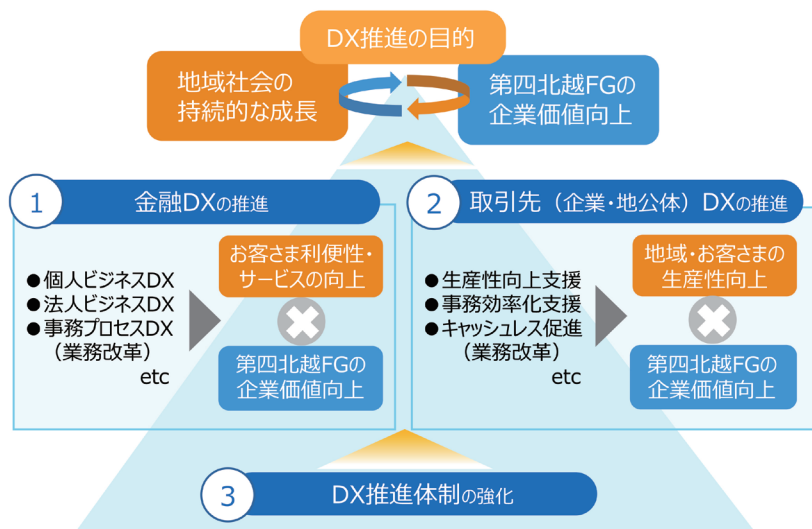 DX推進の目的
地域社会の
持続的な成長
第四北越FGの
企業価値向上
1
金融DXの推進
●個人ビジネスDX
●法人ビジネスDX
●事務プロセスDX
（業務改革）
etc
お客さま利便性・
サービスの向上
第四北越FGの
企業価値向上
2
取引先（企業・地公体）DXの推進
●生産性向上支援
●事務効率化支援
●キャッシュレス促進
（業務改革）
etc
地域・お客さまの
生産性向上
第四北越FGの
企業価値向上
3
DX推進体制の強化